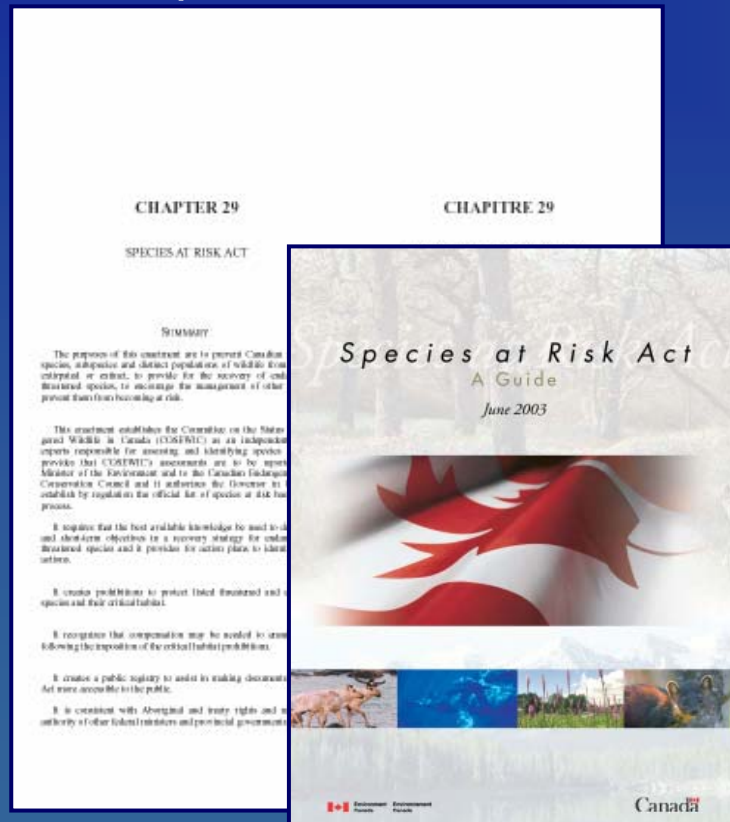 CHAPTER 29
CHAPITRE 29
SPECIES AT RISK ACT
SUMMARY
The purposes of this enactment are to prevent Canadian
species, subspecies and distinct populations of wildlife from
extirpated or extinct, to provide for the recovery of
threatened species, to encourage the management of other
prevent them from becoming at risk.
This enactment establishes the Committee on the Status
gered Wildlife in Canada (COSEWIC) as an independent
experts responsible for assessing and identifying species
provides that COSEWIC's assessments are to be
Minister of the Environment and to the Canadian
Conservation Council and it authorizes the Governor in
establish by regulation the official list of species at risk
process.
It requires that the best available knowledge be used to
and short-term objectives in a recovery strategy for
threatened species and it provides for action plans to
actions.
It creates prohibitions to protect listed threatened and
species and their critical habitat.
It recognizes that compensation may be needed to
following the imposition of the critical habitat prohibitions.
It creates a public registry to assist in making documents
Act more accessible to the public.
It is consistent with Aboriginal and treaty rights and
authority of other federal ministers and provincial governments
Species at Risk Act
A Guide
June 2003
Environment Environnement
Canada Canada
Canada